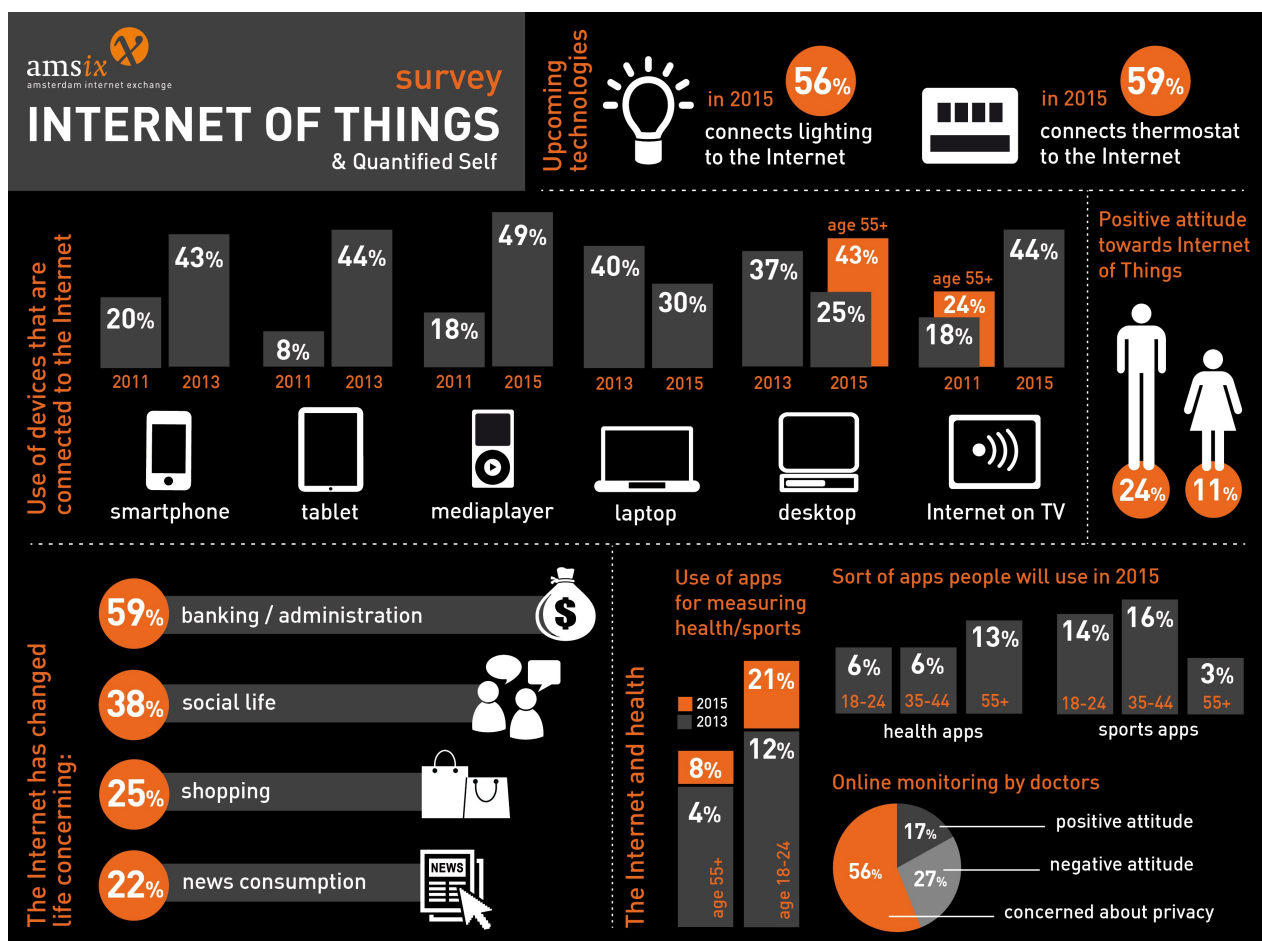 amsix
amsterdam internet exchange
survey
INTERNET OF THINGS
& Quantified Self
Upcoming
technologies
in 2015
56%
connects lighting
to the Internet
in 2015
59%
connects thermostat
to the Internet
Use of devices that are
connected to the Internet
20%
43%
2011
2013
smartphone
8%
44%
2011
2013
tablet
18%
49%
2011
2015
mediaplayer
40%
30%
2013
2015
laptop
37%
age 55+
43%
25%
2013
2015
desktop
age 55+
24%
18%
44%
2011
2015
Internet on TV
Positive attitude
towards Internet
of Things
24%
11%
The Internet has changed
life concerning:
59% banking / administration
$
38% social life
25% shopping
22% news consumption
NEWS
The Internet and health
Use of apps
for measuring
health/sports
2015
2013
8%
4%
age 55+
21%
12%
age 18-24
Sort of apps people will use in 2015
6%
6%
13%
18-24
35-44
55+
health apps
14%
16%
3%
18-24
35-44
55+
sports apps
Online monitoring by doctors
17%
positive attitude
27%
negative attitude
56%
concerned about privacy